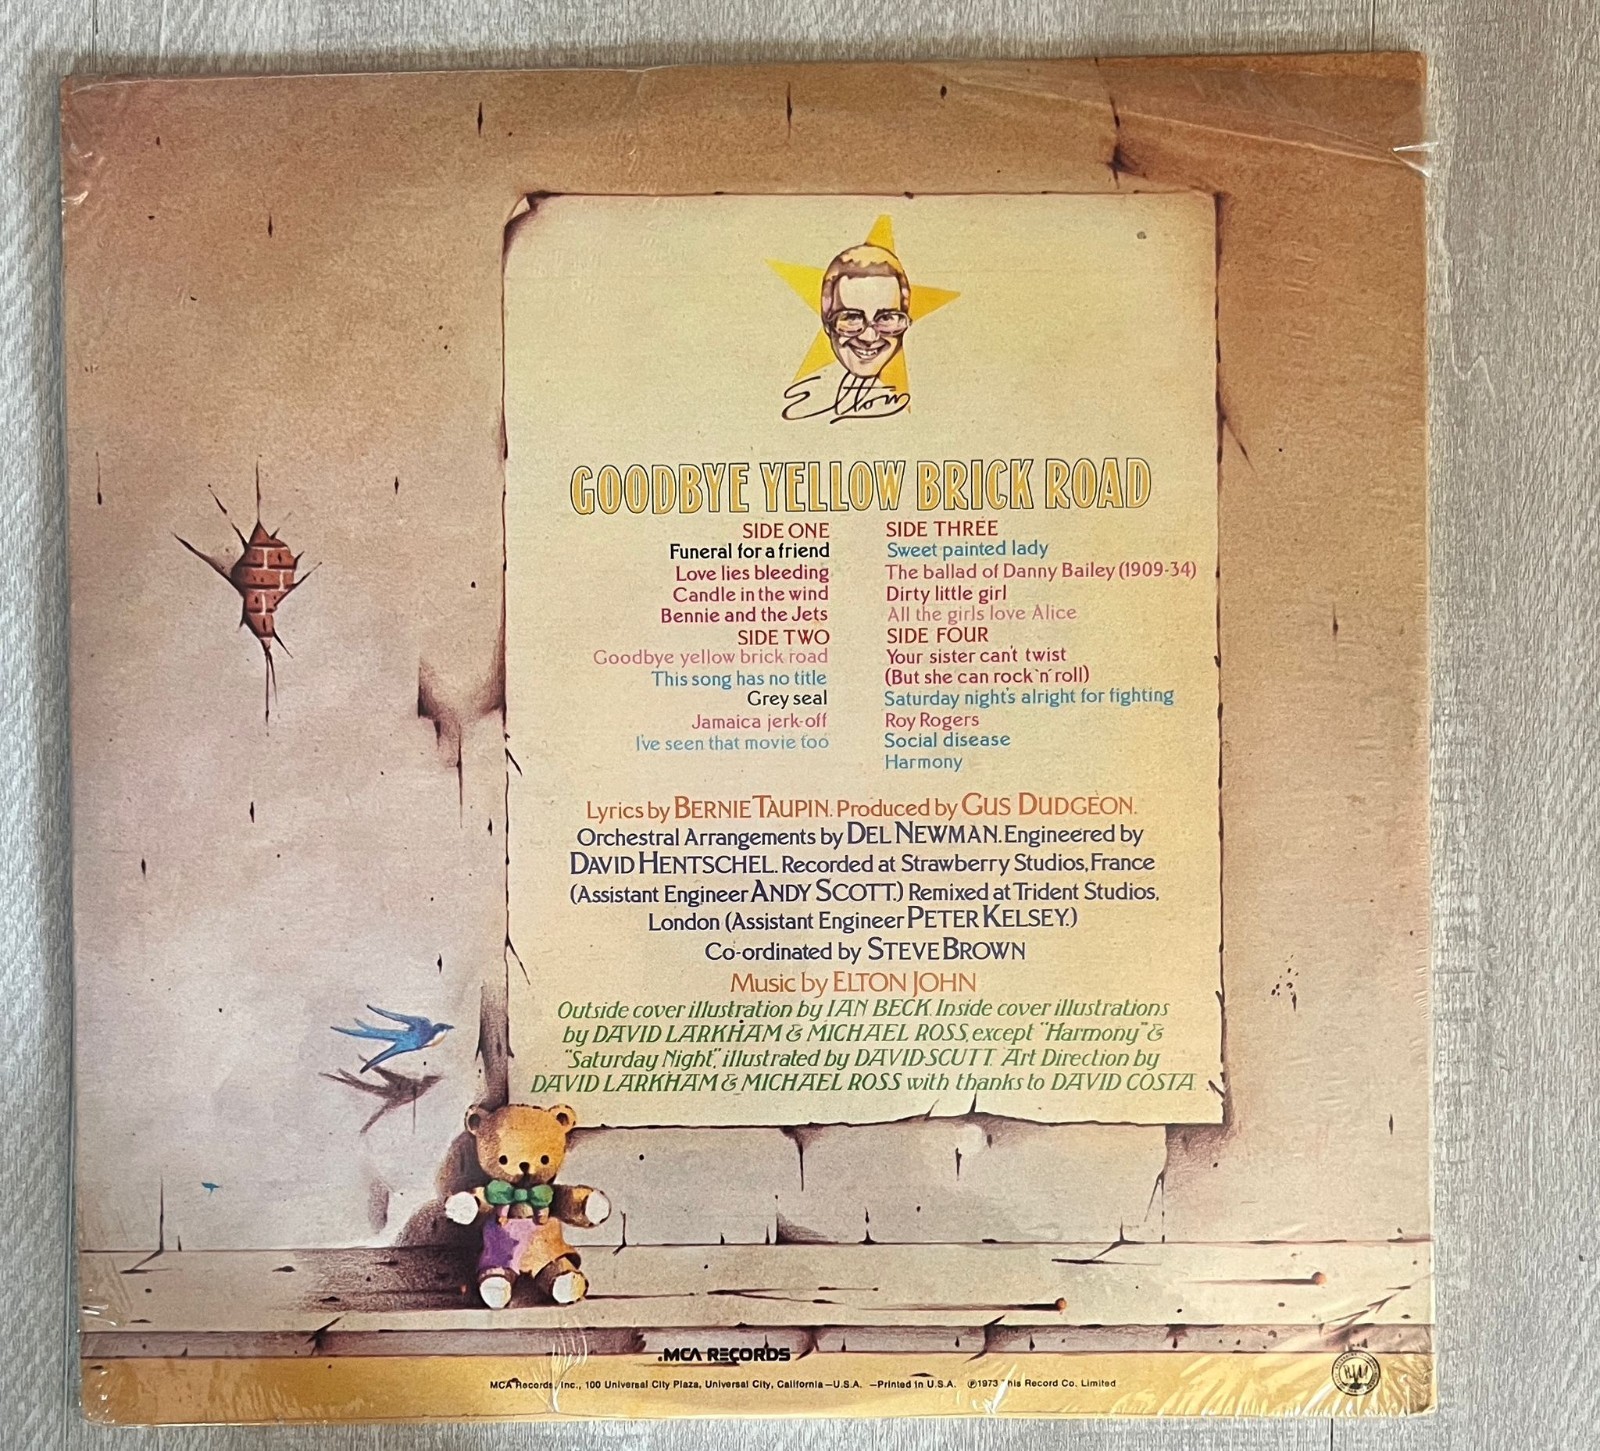 Elton
GOODBYE YELLOW BRICK ROAD
SIDE ONE
Funeral for a friend
Love lies bleeding
Candle in the wind
Bennie and the Jets
SIDE TWO
Goodbye yellow brick road
This song has no title
Grey seal
Jamaica jerk-off
I've seen that movie too
SIDE THREE
Sweet painted lady
The ballad of Danny Bailey (1909-34)
Dirty little girl
All the girls love Alice
SIDE FOUR
Your sister can't twist
(But she can rock 'n' roll)
Saturday night's alright for fighting
Roy Rogers
Social disease
Harmony
Lyrics by BERNIE TAUPIN. Produced by GUS DUDGEON.
Orchestral Arrangements by DEL NEWMAN. Engineered by
DAVID HENTSCHEL. Recorded at Strawberry Studios, France
(Assistant Engineer ANDY SCOTT.) Remixed at Trident Studios,
London (Assistant Engineer PETER KELSEY.)
Co-ordinated by STEVE BROWN
Music by ELTON JOHN
Outside cover illustration by IAN BECK. Inside cover illustrations
by DAVID LARKHAM & MICHAEL ROSS, except "Harmony" &
"Saturday Night", illustrated by DAVID SCUTT. Art Direction by
DAVID LARKHAM & MICHAEL ROSS with thanks to DAVID COSTA.
.MCA RECORDS
MCA Records, Inc., 100 Universal City Plaza, Universal City, California—U.S.A. —Printed in U.S.A. ℗1973 This Record Co. Limited